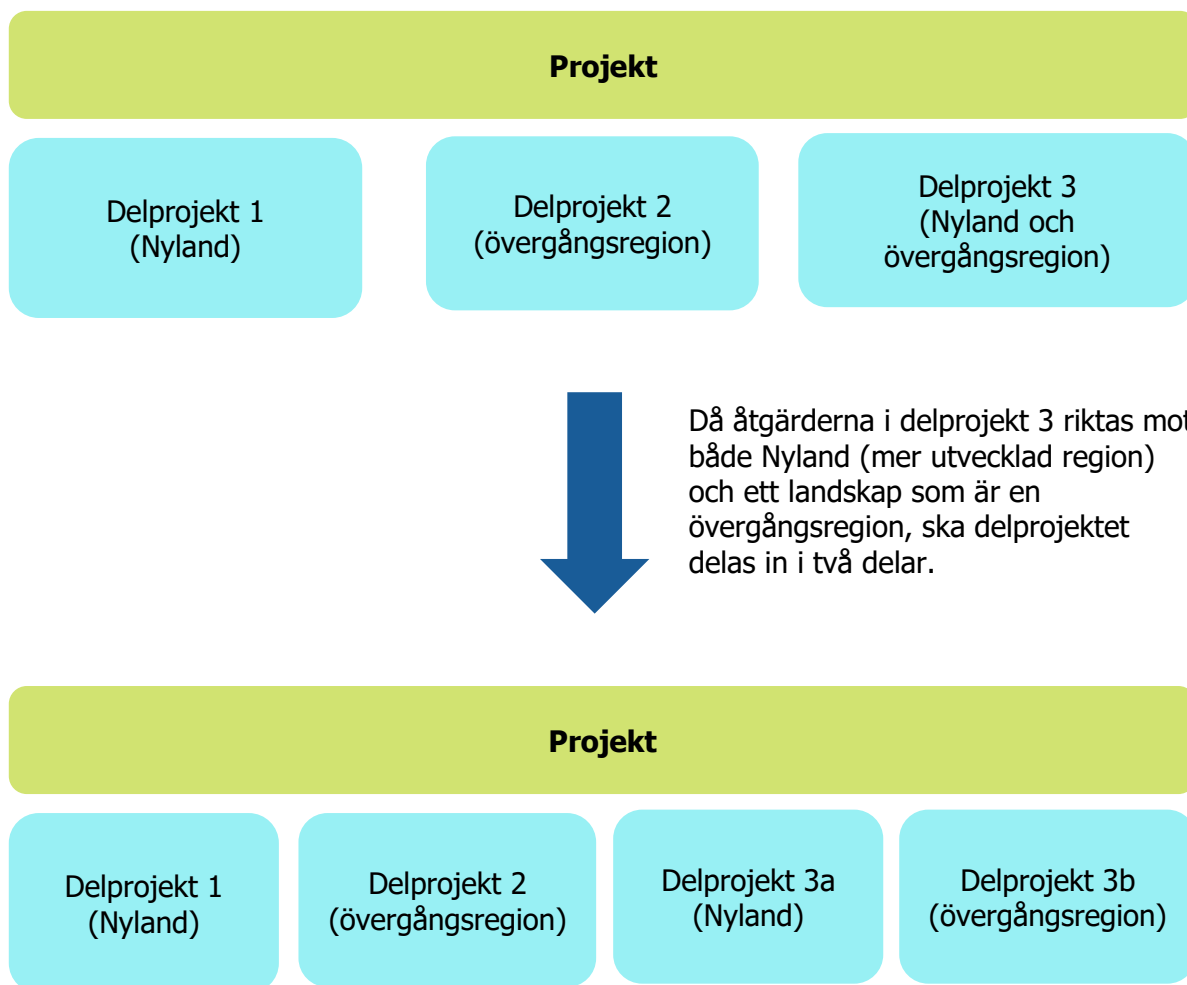 Projekt
Delprojekt 1
(Nyland)
Delprojekt 2
(övergångsregion)
Delprojekt 3
(Nyland och
övergångsregion)
Då åtgärderna i delprojekt 3 riktas mot
både Nyland (mer utvecklad region)
och ett landskap som är en
övergångsregion, ska delprojektet
delas in i två delar.
Projekt
Delprojekt 1
(Nyland)
Delprojekt 2
(övergångsregion)
Delprojekt 3a
(Nyland)
Delprojekt 3b
(övergångsregion)